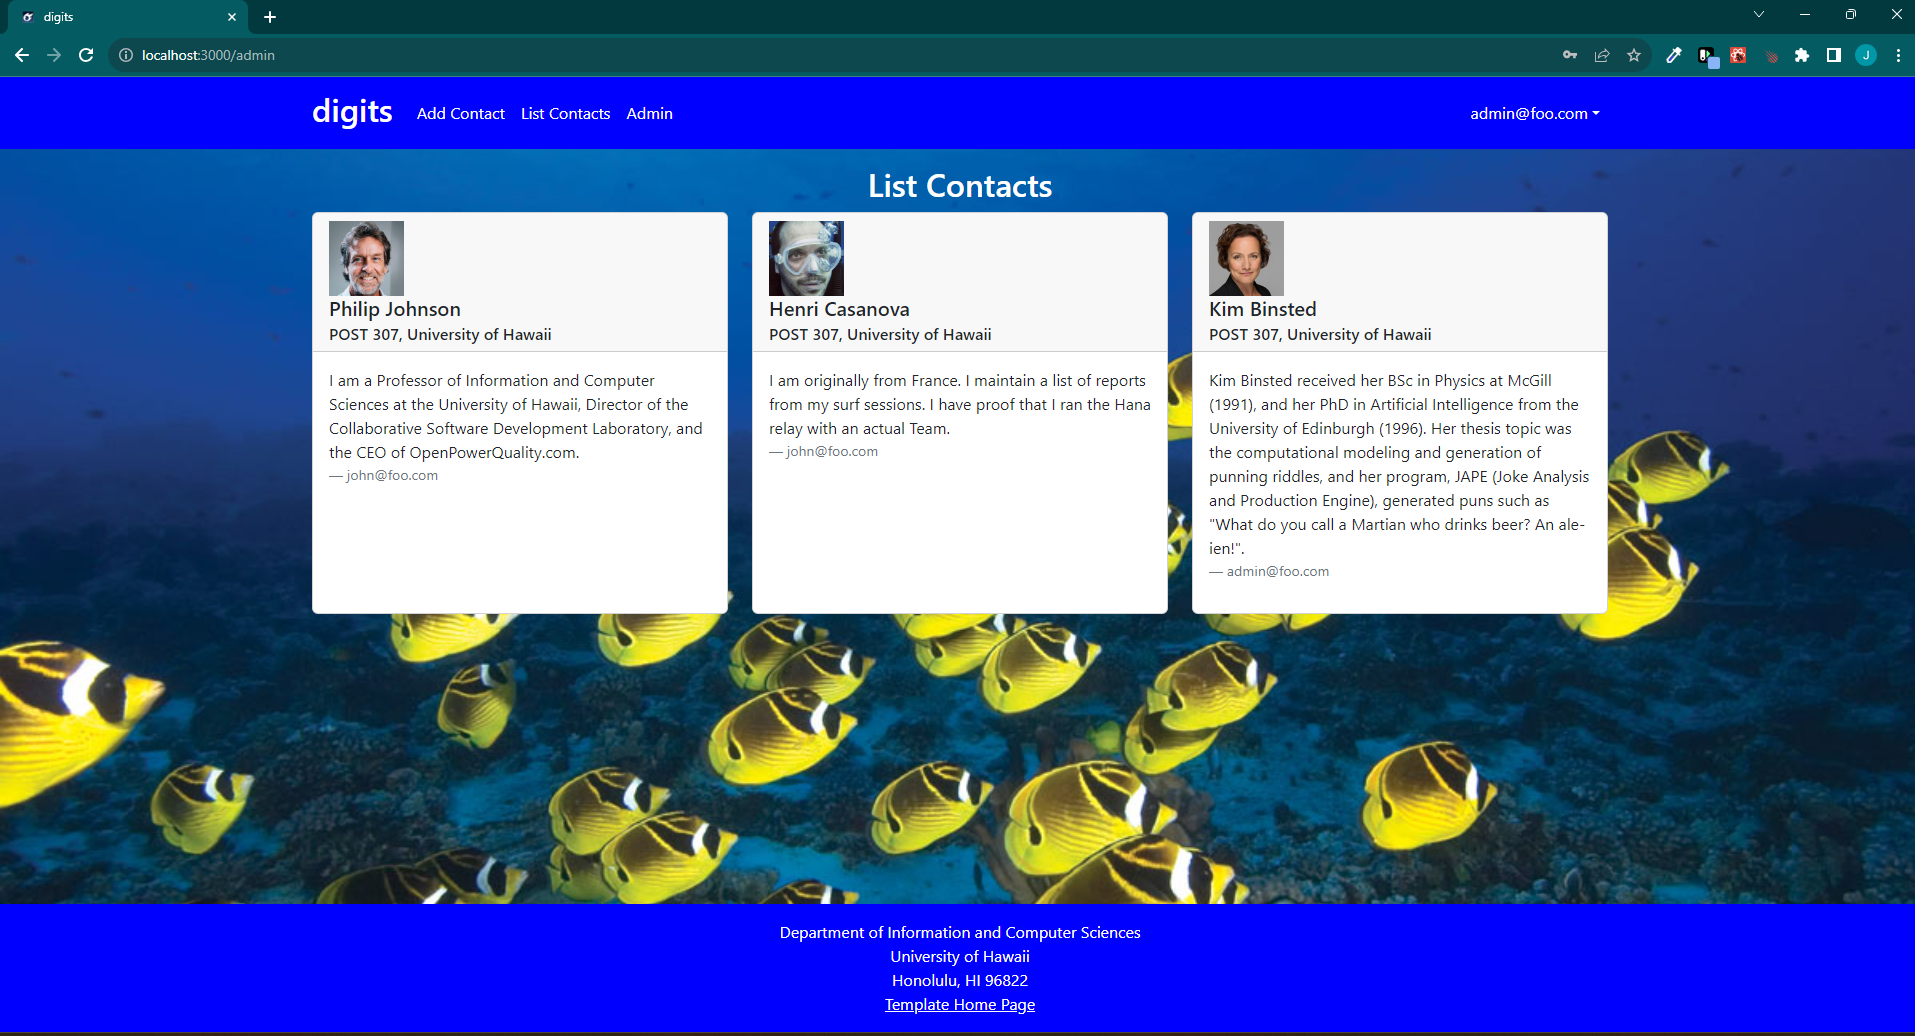 digits
localhost:3000/admin
J
digits
Add Contact
List Contacts
Admin
admin@foo.com
List Contacts
Philip Johnson
POST 307, University of Hawaii
I am a Professor of Information and Computer
Sciences at the University of Hawaii, Director of the
Collaborative Software Development Laboratory, and
the CEO of OpenPowerQuality.com.
— john@foo.com
Henri Casanova
POST 307, University of Hawaii
I am originally from France. I maintain a list of reports
from my surf sessions. I have proof that I ran the Hana
relay with an actual Team.
— john@foo.com
Kim Binsted
POST 307, University of Hawaii
Kim Binsted received her BSc in Physics at McGill
(1991), and her PhD in Artificial Intelligence from the
University of Edinburgh (1996). Her thesis topic was
the computational modeling and generation of
punning riddles, and her program, JAPE (Joke Analysis
and Production Engine), generated puns such as
"What do you call a Martian who drinks beer? An ale-
ien!".
— admin@foo.com
Department of Information and Computer Sciences
University of Hawaii
Honolulu, HI 96822
Template Home Page